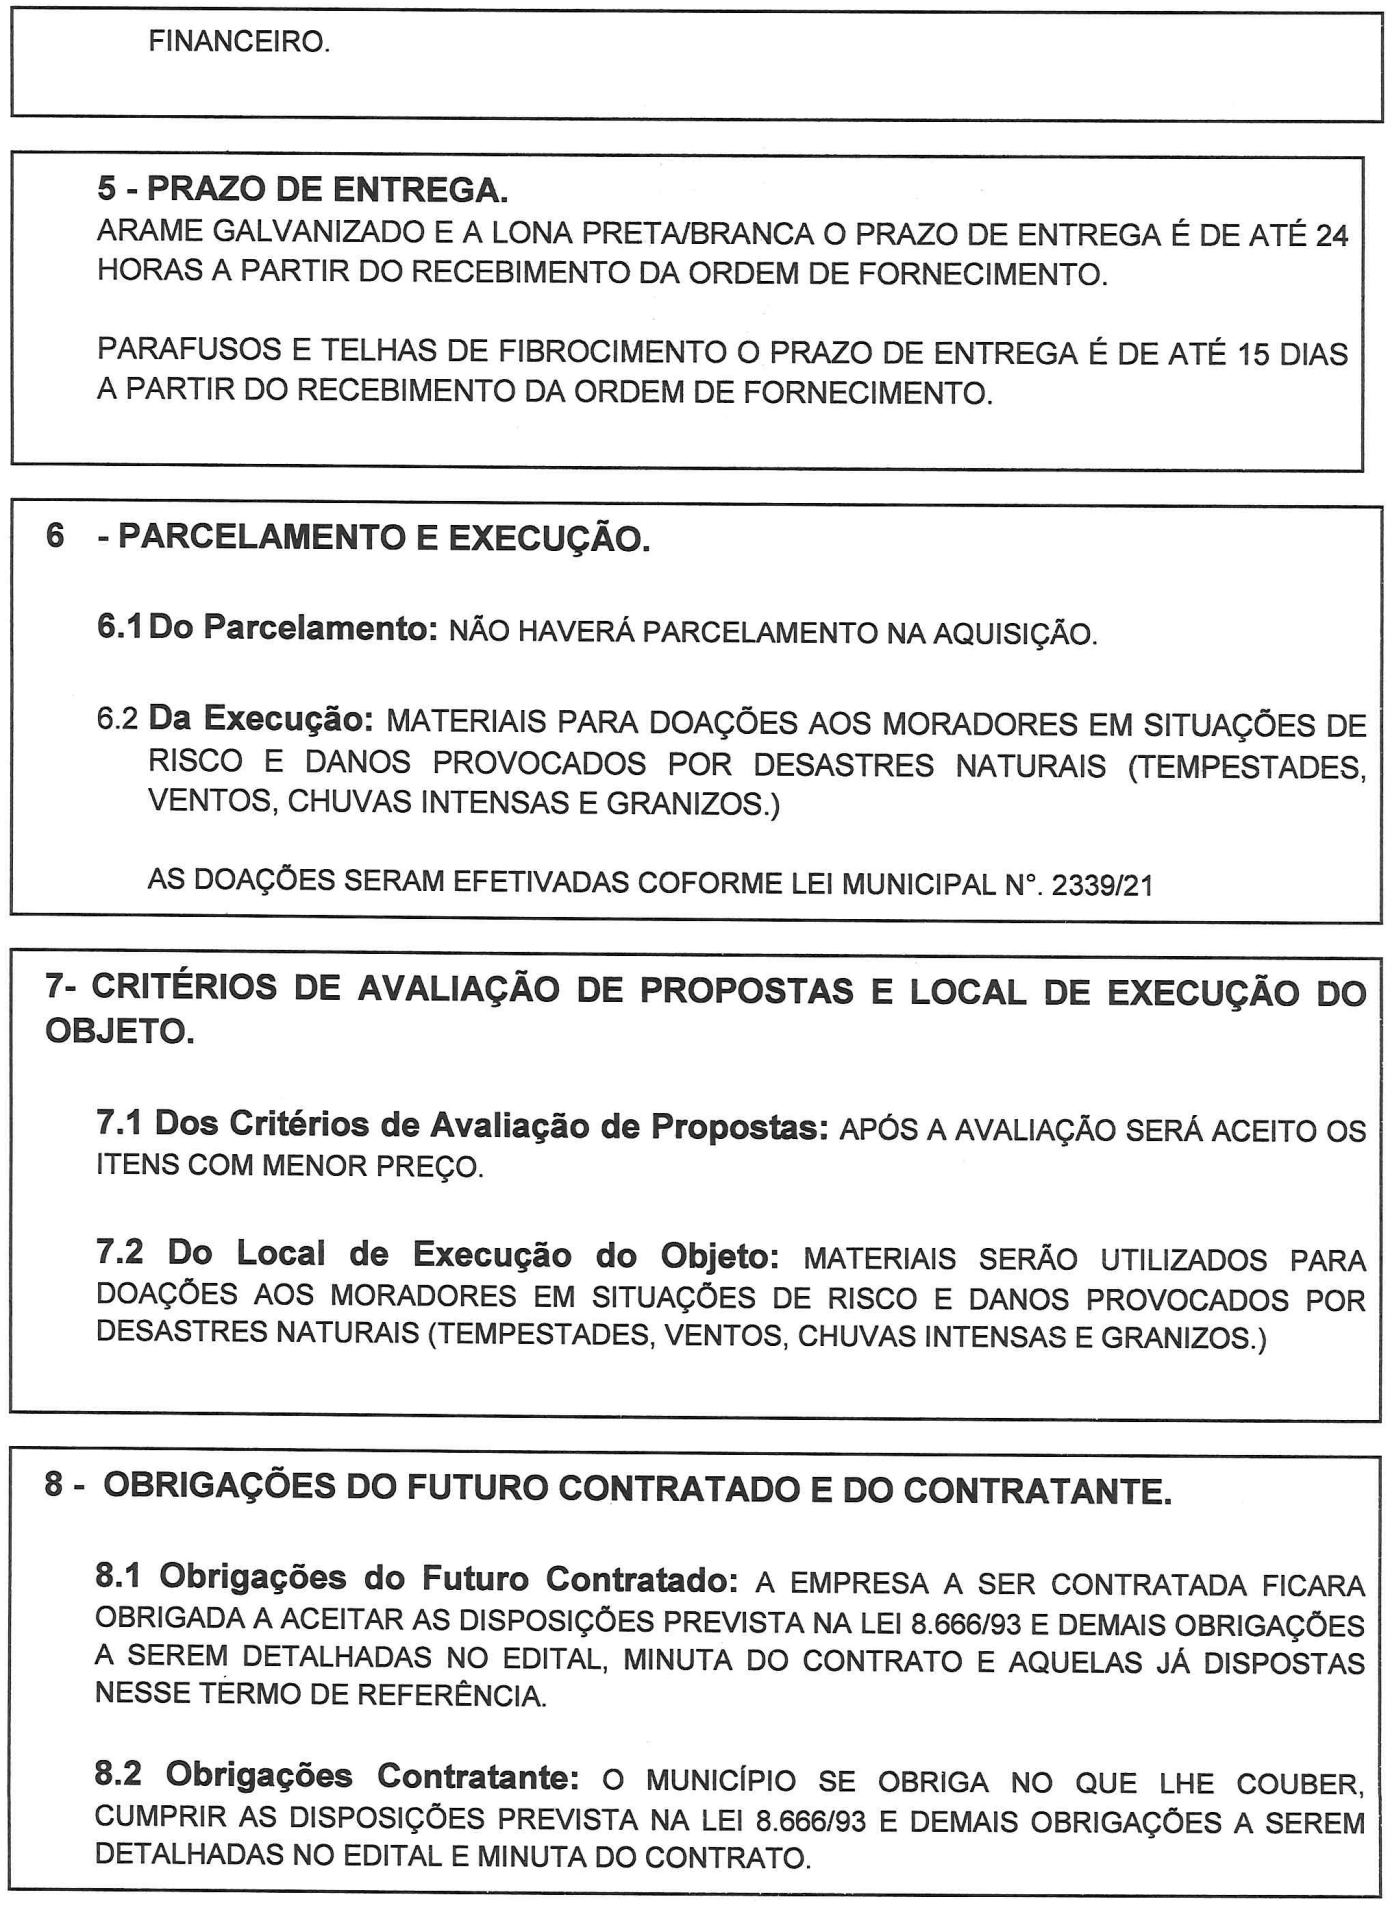 FINANCEIRO.
5 - PRAZO DE ENTREGA.
ARAME GALVANIZADO E A LONA PRETA/BRANCA O PRAZO DE ENTREGA É DE ATÉ 24
HORAS A PARTIR DO RECEBIMENTO DA ORDEM DE FORNECIMENTO.
PARAFUSOS E TELHAS DE FIBROCIMENTO O PRAZO DE ENTREGA É DE ATÉ 15 DIAS
A PARTIR DO RECEBIMENTO DA ORDEM DE FORNECIMENTO.
6 - PARCELAMENTO E EXECUÇÃO.
6.1 Do Parcelamento: NÃO HAVERÁ PARCELAMENTO NA AQUISIÇÃO.
6.2 Da Execução: MATERIAIS PARA DOAÇÕES AOS MORADORES EM SITUAÇÕES DE
RISCO E DANOS PROVOCADOS POR DESASTRES NATURAIS (TEMPESTADES,
VENTOS, CHUVAS INTENSAS E GRANIZOS.)
AS DOAÇÕES SERAM EFETIVADAS COFORME LEI MUNICIPAL N°. 2339/21
7- CRITÉRIOS DE AVALIAÇÃO DE PROPOSTAS E LOCAL DE EXECUÇÃO DO
OBJETO.
7.1 Dos Critérios de Avaliação de Propostas: APÓS A AVALIAÇÃO SERÁ ACEITO OS
ITENS COM MENOR PREÇO.
7.2 Do Local de Execução do Objeto: MATERIAIS SERÃO UTILIZADOS PARA
DOAÇÕES AOS MORADORES EM SITUAÇÕES DE RISCO E DANOS PROVOCADOS POR
DESASTRES NATURAIS (TEMPESTADES, VENTOS, CHUVAS INTENSAS E GRANIZOS.)
8 - OBRIGAÇÕES DO FUTURO CONTRATADO E DO CONTRATANTE.
8.1 Obrigações do Futuro Contratado: A EMPRESA A SER CONTRATADA FICARA
OBRIGADA A ACEITAR AS DISPOSIÇÕES PREVISTA NA LEI 8.666/93 E DEMAIS OBRIGAÇÕES
A SEREM DETALHADAS NO EDITAL, MINUTA DO CONTRATO E AQUELAS JÁ DISPOSTAS
NESSE TERMO DE REFERÊNCIA.
8.2 Obrigações Contratante: O MUNICÍPIO SE OBRIGA NO QUE LHE COUBER,
CUMPRIR AS DISPOSIÇÕES PREVISTA NA LEI 8.666/93 E DEMAIS OBRIGAÇÕES A SEREM
DETALHADAS NO EDITAL E MINUTA DO CONTRATO.